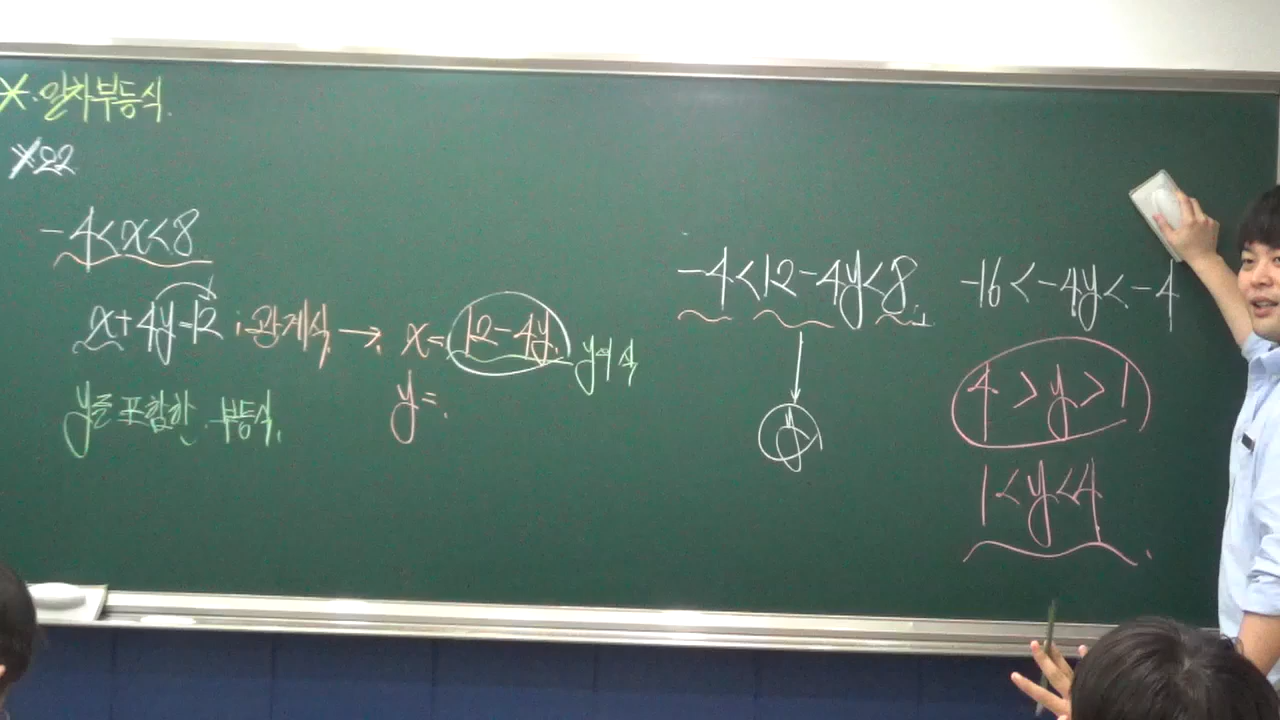 * 일차부등식.
*22
-4<x<8
x+4y=12 : 관계식 → x=12-4y y의 식
y를 포함한 부등식. y=.
-4<12-4y<8
y
-16<-4y<-4
4>y>1
1<y<4